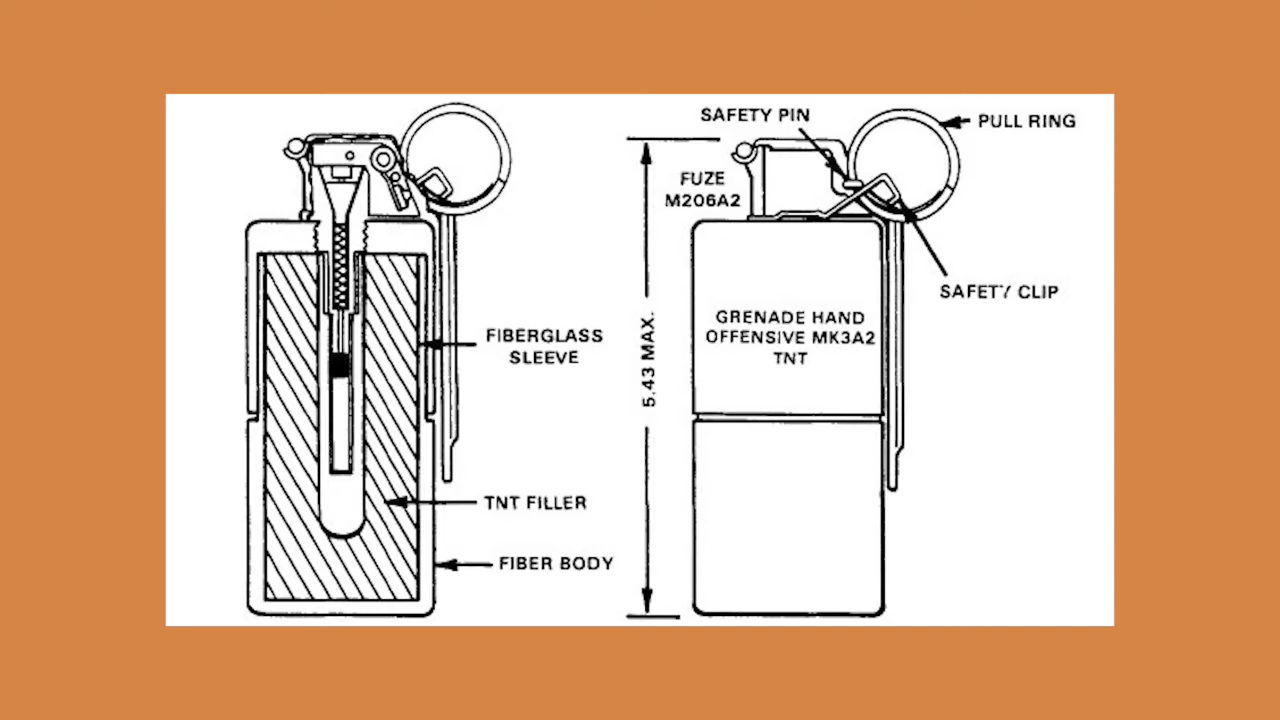 SAFETY PIN
PULL RING
FUZE
M206A2
SAFETY CLIP
GRENADE HAND
OFFENSIVE MK3A2
TNT
5.43 MAX.
FIBERGLASS
SLEEVE
TNT FILLER
FIBER BODY